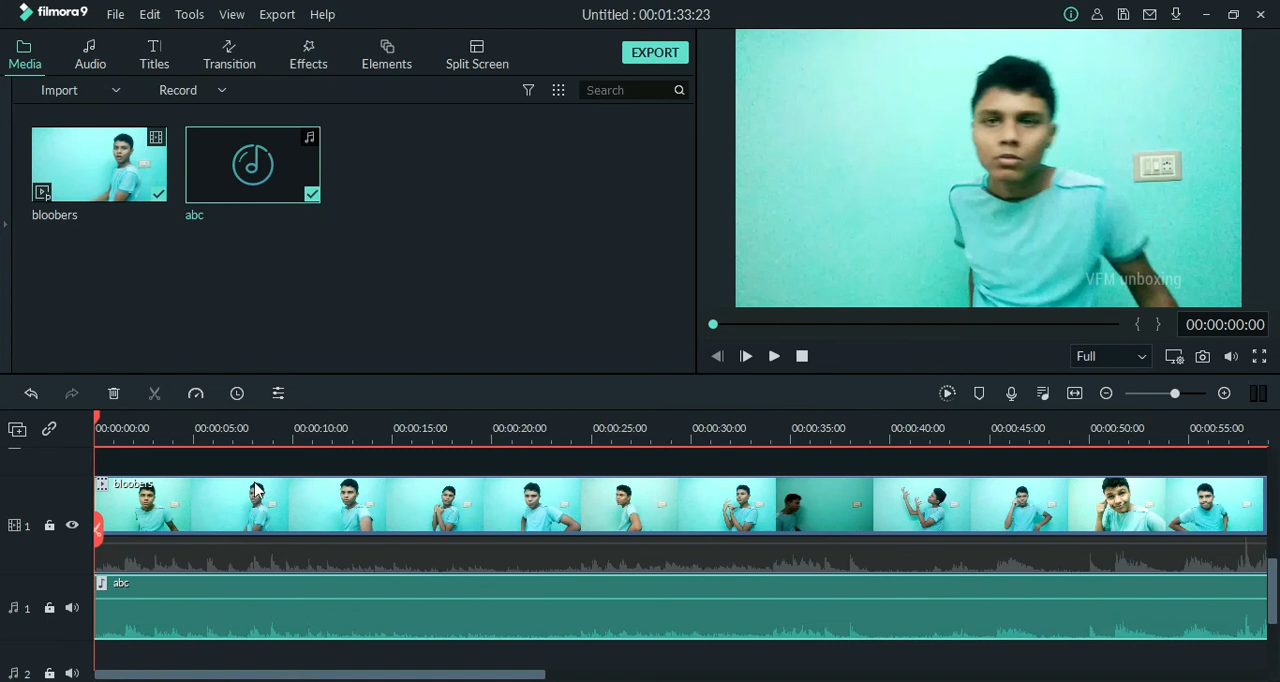 filmora9 File Edit Tools View Export Help Untitled : 00:01:33:23
Media Audio Titles Transition Effects Elements Split Screen EXPORT
Import Record Search
bloobers abc
VFM unboxing
00:00:00:00
Full
00:00:00:00 00:00:05:00 00:00:10:00 00:00:15:00 00:00:20:00 00:00:25:00 00:00:30:00 00:00:35:00 00:00:40:00 00:00:45:00 00:00:50:00 00:00:55:00
bloobers
1
abc
1
2